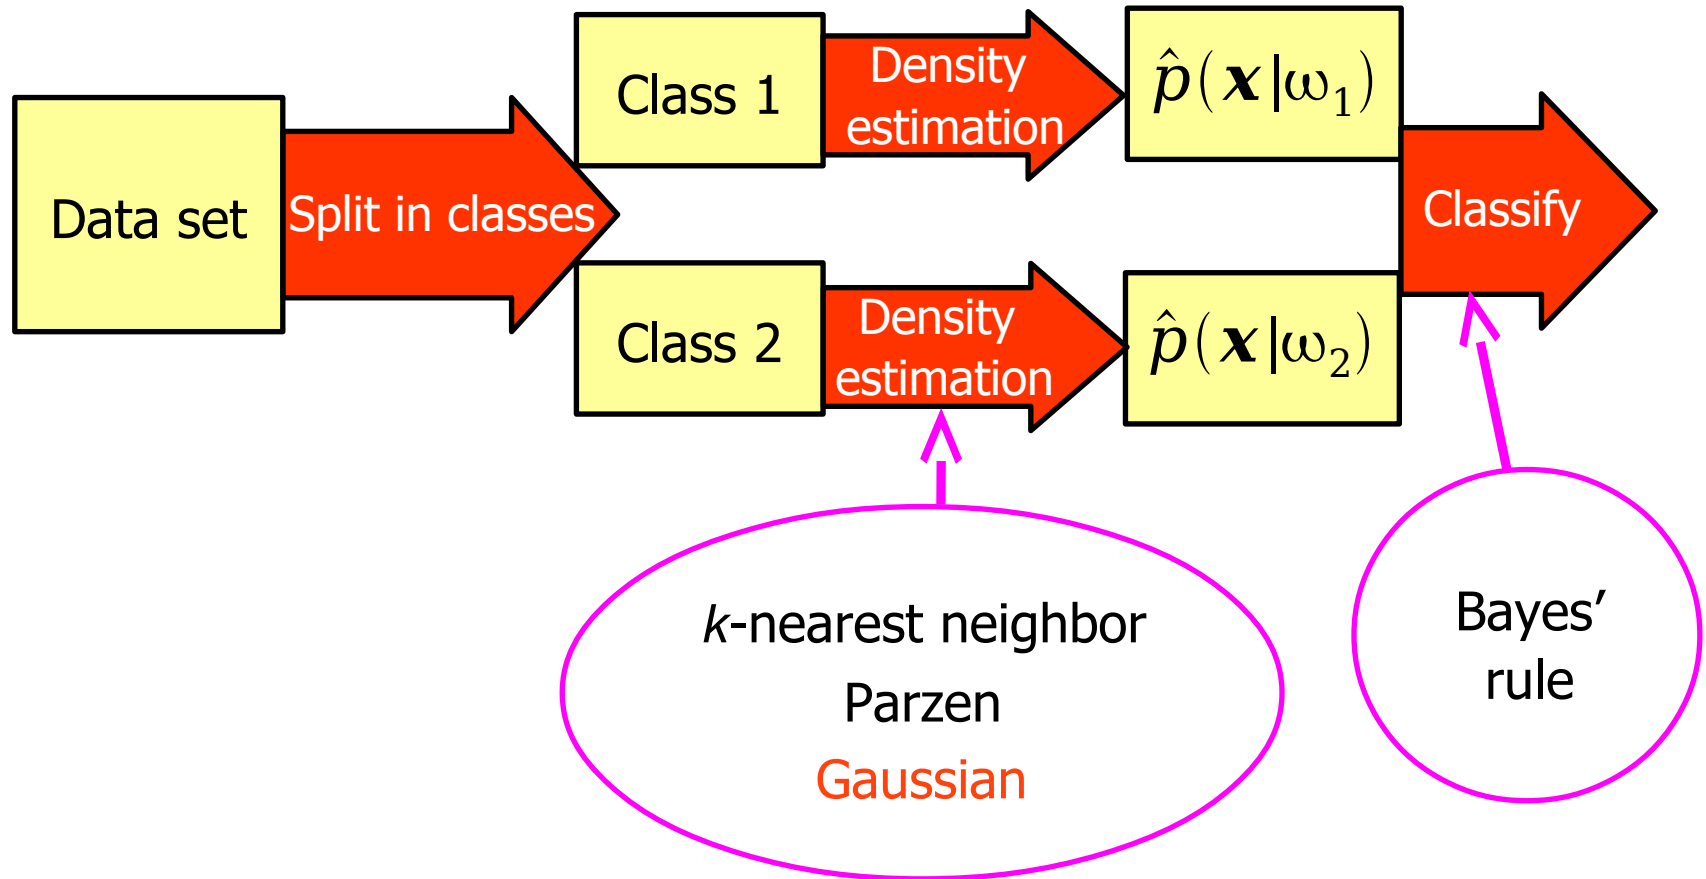 Data set
Split in classes
Class 1
Density
estimation
p̂(x|ω₁)
Class 2
Density
estimation
p̂(x|ω₂)
Classify
k-nearest neighbor
Parzen
Gaussian
Bayes’
rule